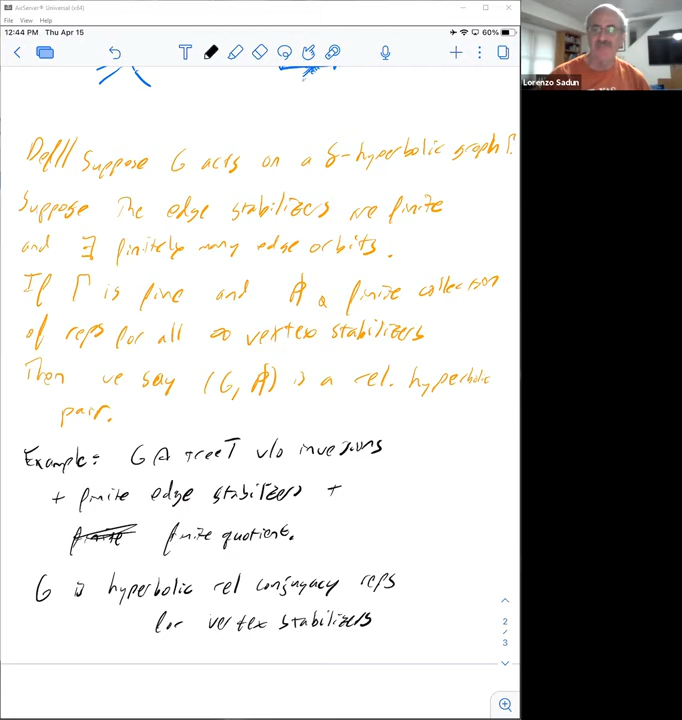 AirServer® Universal (x64)
File View Help
12:44 PM Thu Apr 15
60%
T
Lorenzo Sadun
Def// Suppose G acts on a δ-hyperbolic graph Γ.
Suppose The edge stabilizers are finite
and ∃ finitely many edge orbits.
If Γ is fine and ℙ a finite collection
of reps for all ∞ vertex stabilizers
Then we say (G, ℙ) is a rel. hyperbolic
pair.
Example: G ↷ tree T w/o inversions
+ finite edge stabilizers +
finite quotient.
G is hyperbolic rel conjugacy reps
for vertex stabilizers
2
/
3